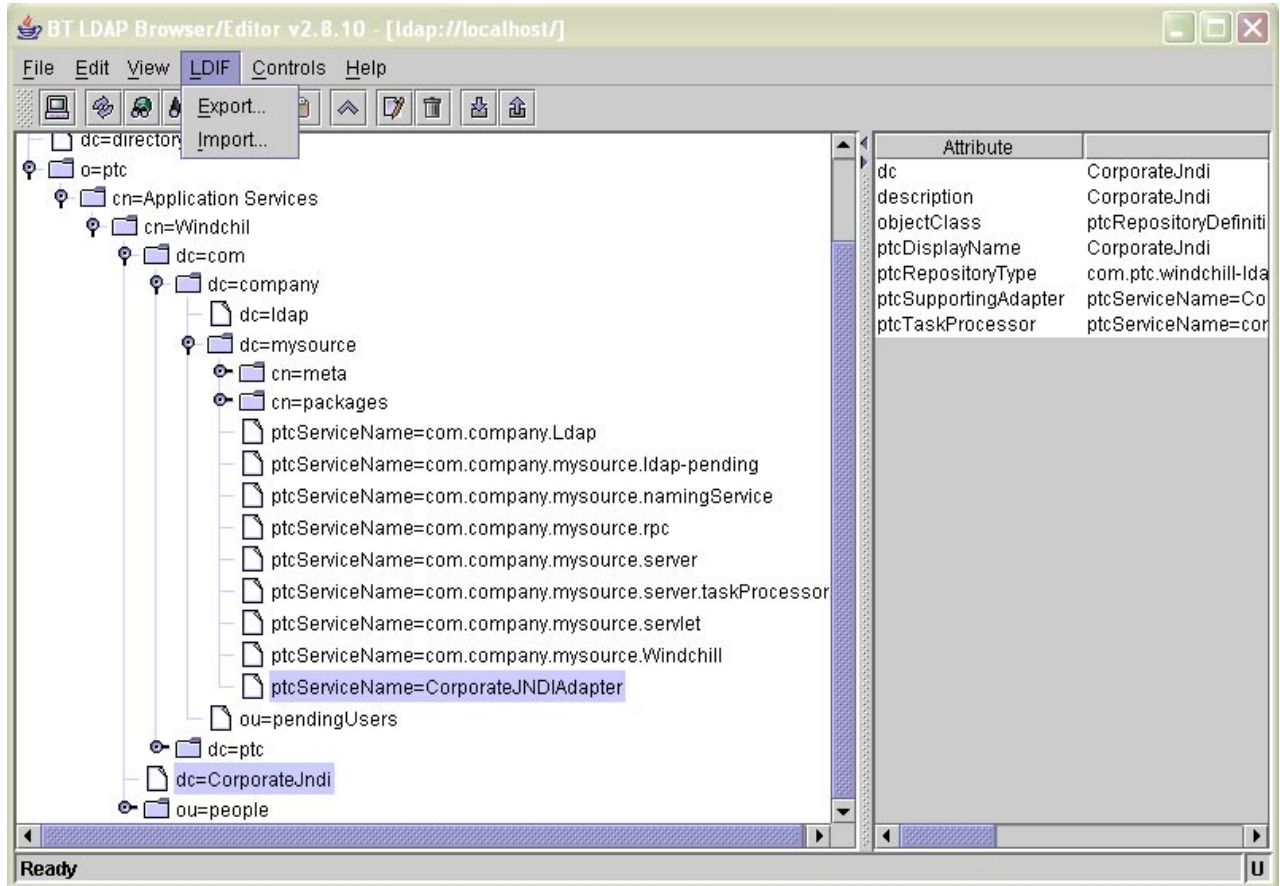 BT LDAP Browser/Editor v2.8.10 - [ldap://localhost/]
File Edit View LDIF Controls Help
Export...
Import...
dc=director
o=ptc
cn=Application Services
cn=Windchil
dc=com
dc=company
dc=ldap
dc=mysource
cn=meta
cn=packages
ptcServiceName=com.company.Ldap
ptcServiceName=com.company.mysource.ldap-pending
ptcServiceName=com.company.mysource.namingService
ptcServiceName=com.company.mysource.rpc
ptcServiceName=com.company.mysource.server
ptcServiceName=com.company.mysource.server.taskProcessor
ptcServiceName=com.company.mysource.servlet
ptcServiceName=com.company.mysource.Windchill
ptcServiceName=CorporateJNDIAdapter
ou=pendingUsers
dc=ptc
dc=CorporateJndi
ou=people
Attribute
dc CorporateJndi
description CorporateJndi
objectClass ptcRepositoryDefiniti
ptcDisplayName CorporateJndi
ptcRepositoryType com.ptc.windchill-lda
ptcSupportingAdapter ptcServiceName=Co
ptcTaskProcessor ptcServiceName=cor
Ready U